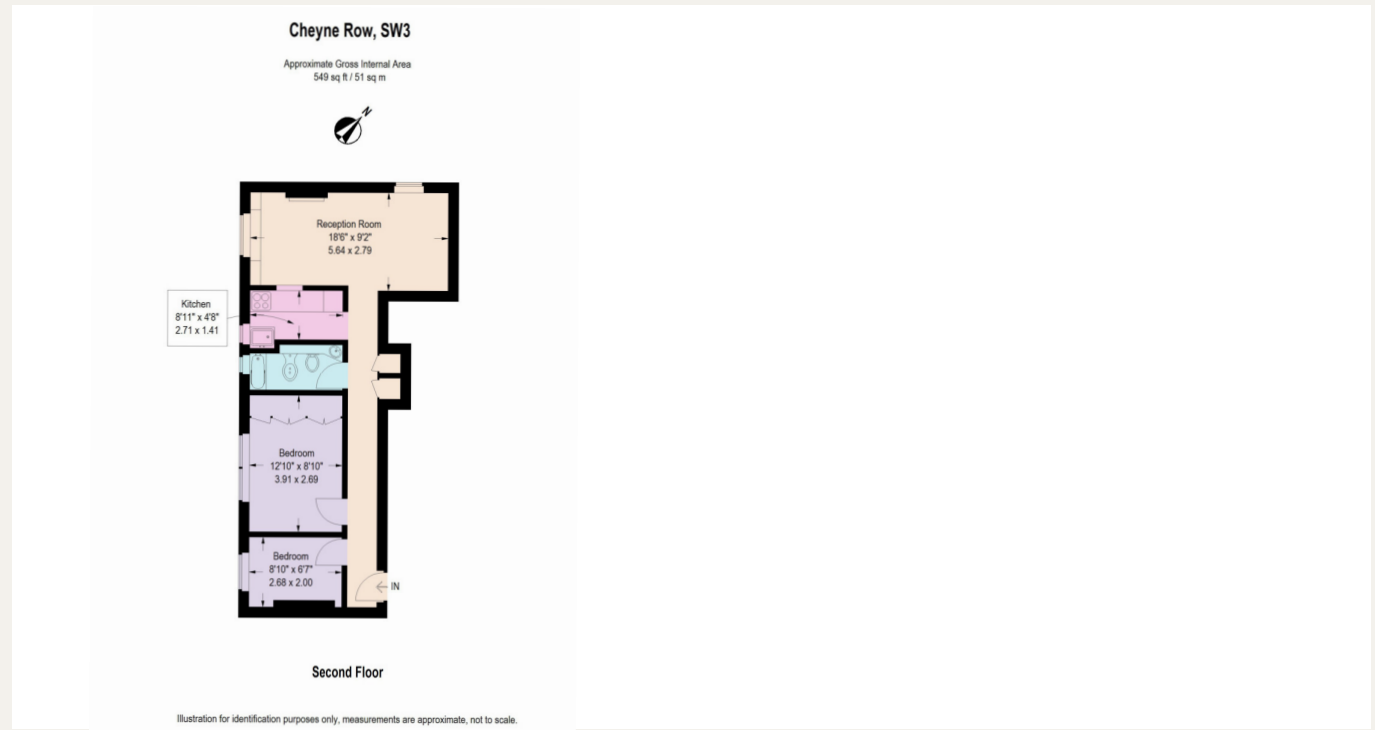 Cheyne Row, SW3
Approximate Gross Internal Area
549 sq ft / 51 sq m
N
Reception Room
18'6" x 9'2"
5.64 x 2.79
Kitchen
8'11" x 4'8"
2.71 x 1.41
Bedroom
12'10" x 8'10"
3.91 x 2.69
Bedroom
8'10" x 6'7"
2.68 x 2.00
IN
Second Floor
Illustration for identification purposes only, measurements are approximate, not to scale.